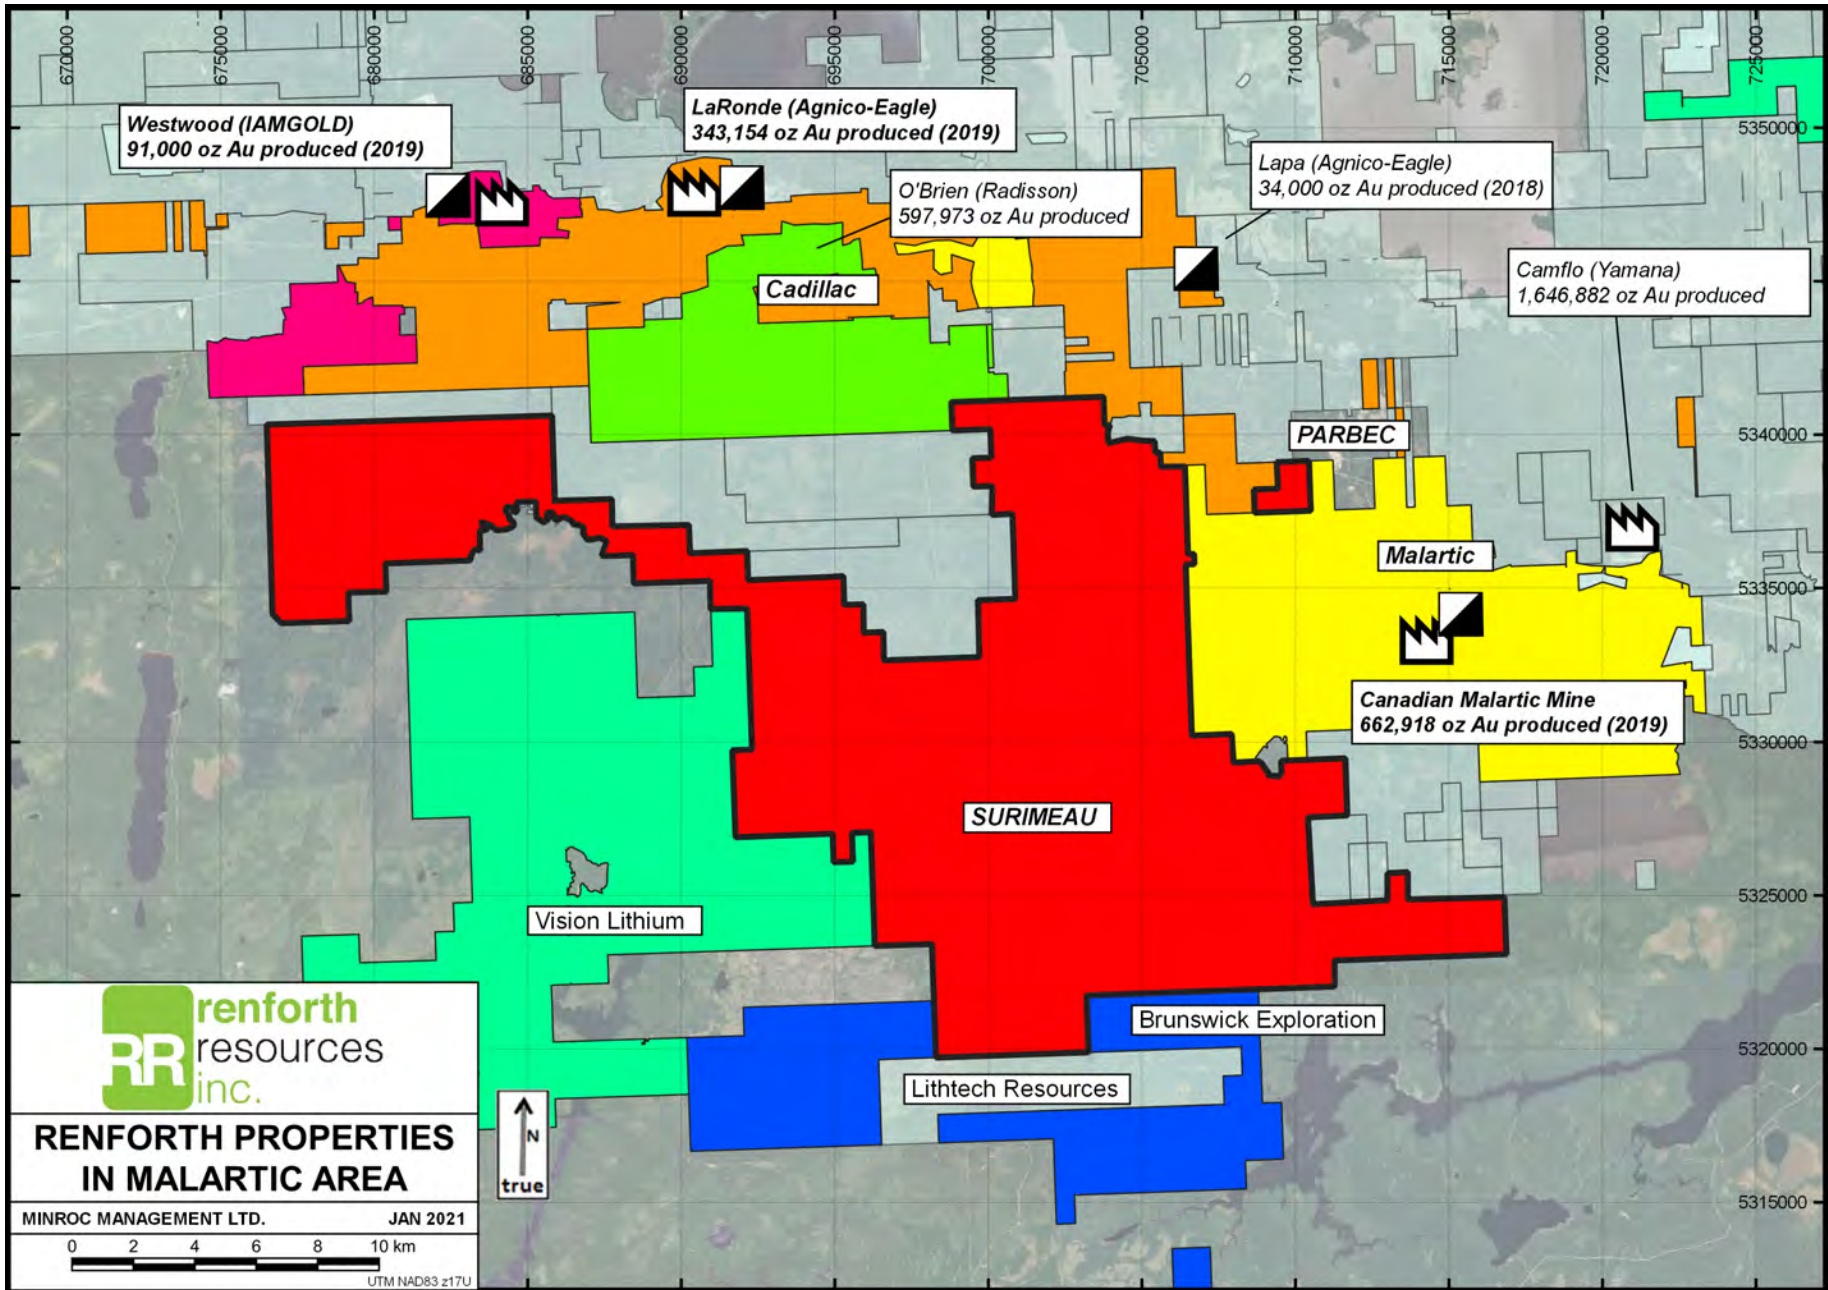 670000
675000
680000
685000
690000
695000
700000
705000
710000
715000
720000
725000
Westwood (IAMGOLD)
91,000 oz Au produced (2019)
LaRonde (Agnico-Eagle)
343,154 oz Au produced (2019)
5350000
Lapa (Agnico-Eagle)
34,000 oz Au produced (2018)
O'Brien (Radisson)
597,973 oz Au produced
Camflo (Yamana)
1,646,882 oz Au produced
Cadillac
PARBEC
5340000
Malartic
5335000
Canadian Malartic Mine
662,918 oz Au produced (2019)
5330000
SURIMEAU
5325000
Vision Lithium
Brunswick Exploration
5320000
Lithtech Resources
5315000
RR
renforth
resources
inc.
RENFORTH PROPERTIES
IN MALARTIC AREA
N
true
MINROC MANAGEMENT LTD. JAN 2021
0 2 4 6 8 10 km
UTM NAD83 z17U